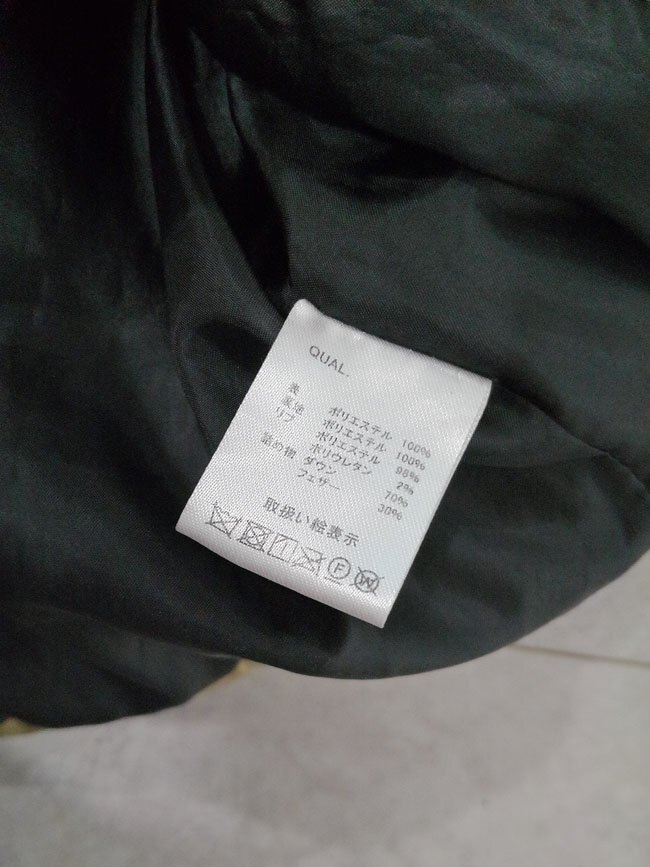 QUAL.
表 ポリエステル 100%
裏地 ポリエステル 100%
リブ ポリエステル 98%
ポリウレタン 2%
詰め物 ダウン 70%
フェザー 30%
取扱い絵表示
F W